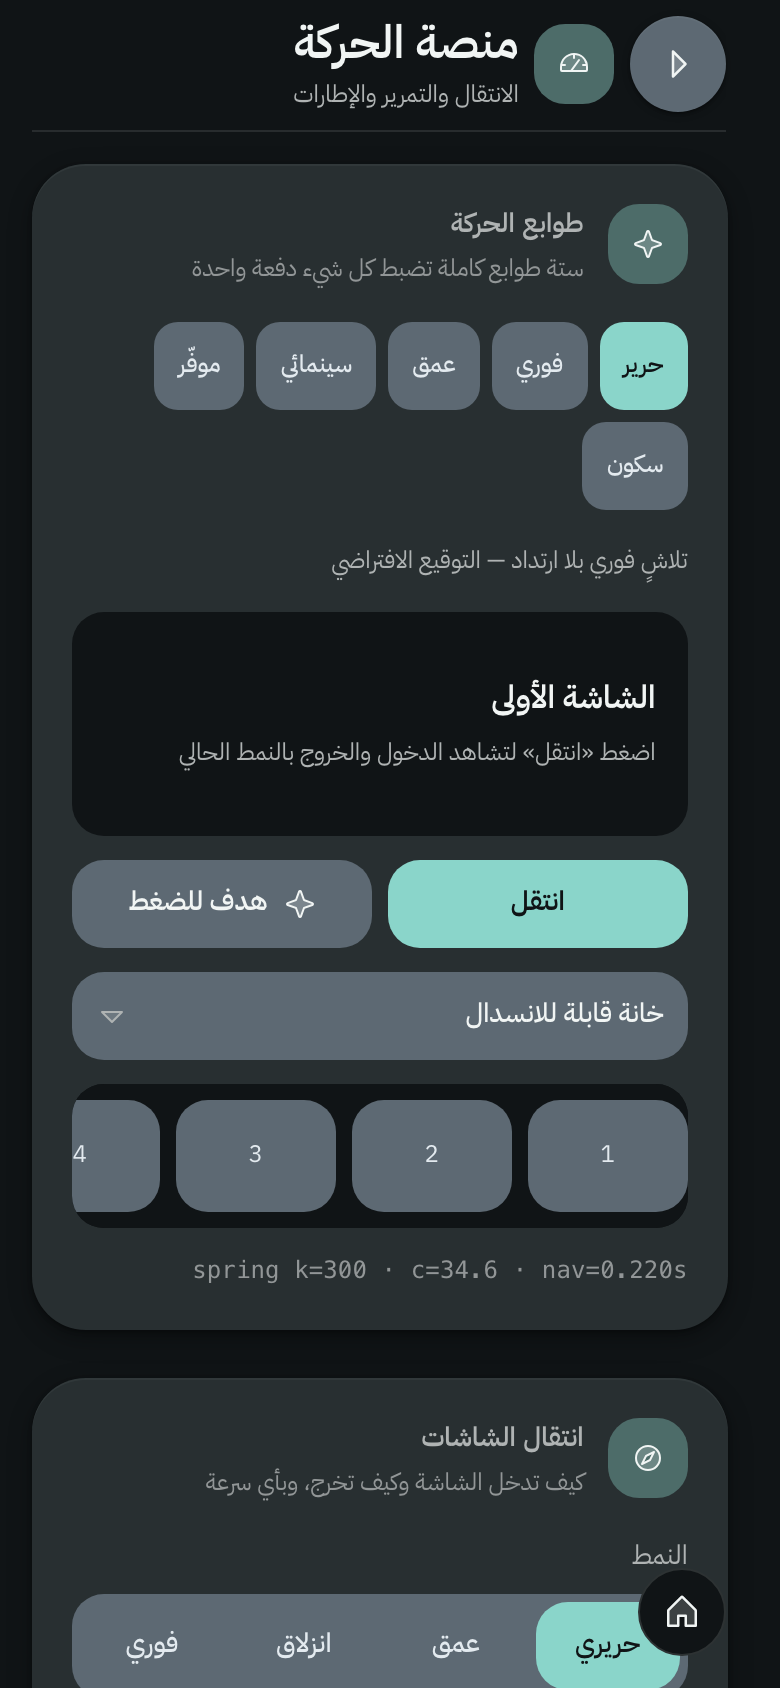 منصة الحركة
الانتقال والتمرير والإطارات
طوابع الحركة
ستة طوابع كاملة تضبط كل شيء دفعة واحدة
حرير
فوري
عمق
سينمائي
موفّر
سكون
تلاشٍ فوري بلا ارتداد — التوقيع الافتراضي
الشاشة الأولى
اضغط «انتقل» لتشاهد الدخول والخروج بالنمط الحالي
انتقل
هدف للضغط
خانة قابلة للانسدال
1
2
3
4
spring k=300 · c=34.6 · nav=0.220s
انتقال الشاشات
كيف تدخل الشاشة وكيف تخرج، وبأي سرعة
النمط
حريري
عمق
انزلاق
فوري